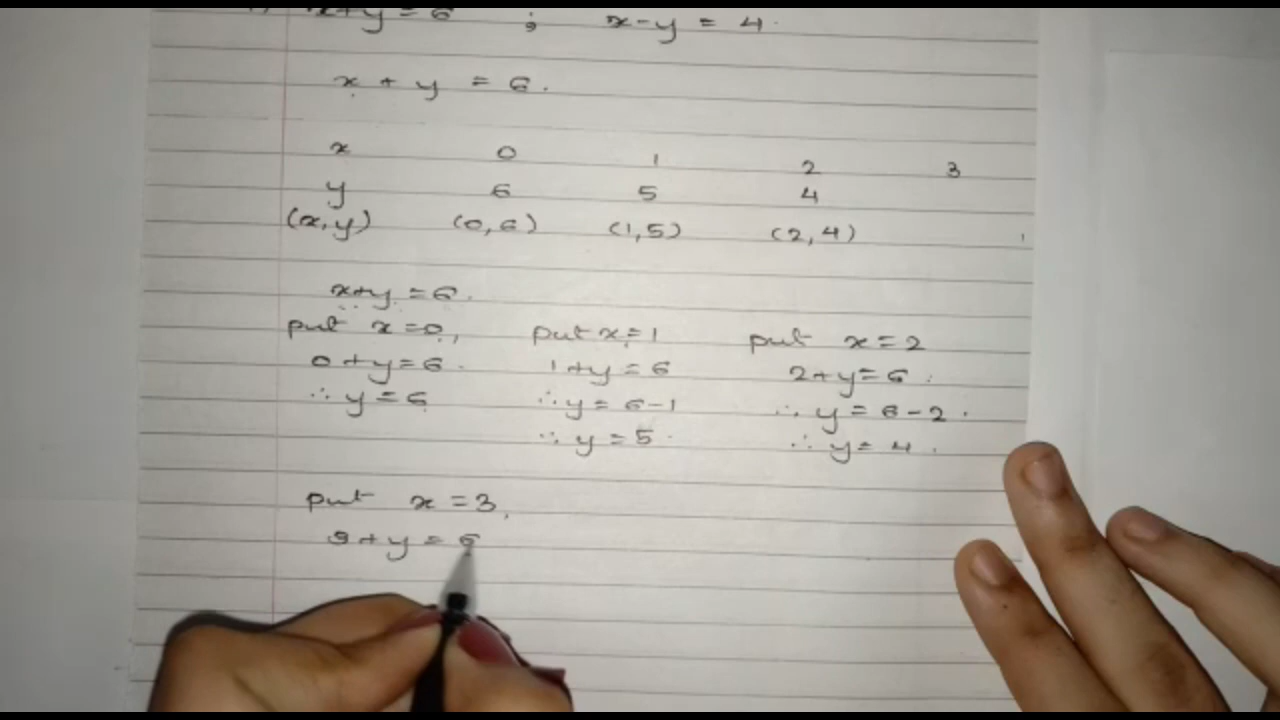 x+y = 6 ; x-y = 4.
x + y = 6.
x 0 1 2 3
y 6 5 4
(x,y) (0,6) (1,5) (2,4)
x+y = 6.
put x=0, put x=1 put x=2
0+y=6. 1+y=6 2+y=6.
∴ y=6 ∴ y= 6-1 ∴ y= 6-2.
∴ y=5. ∴ y= 4.
put x=3,
3+y=6